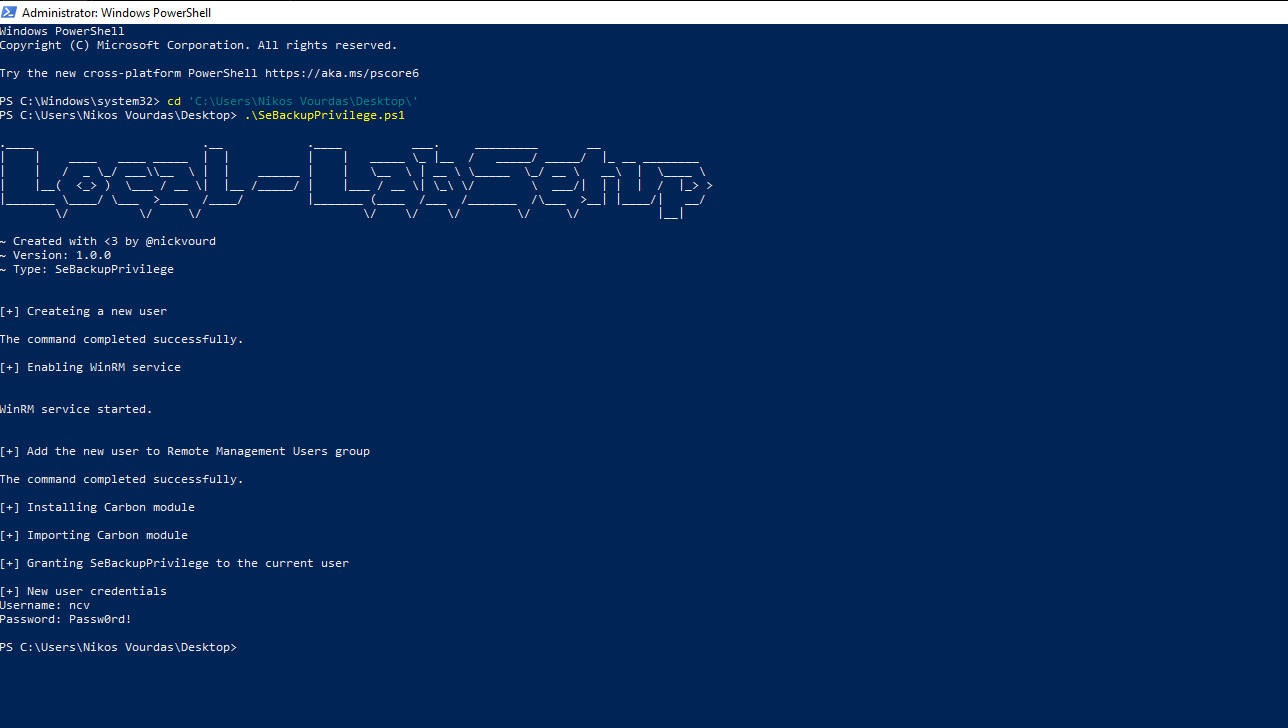 Administrator: Windows PowerShell
Windows PowerShell
Copyright (C) Microsoft Corporation. All rights reserved.
Try the new cross-platform PowerShell https://aka.ms/pscore6
PS C:\Windows\system32> cd 'C:\Users\Nikos Vourdas\Desktop\'
PS C:\Users\Nikos Vourdas\Desktop> .\SeBackupPrivilege.ps1
Local-LabSetup
~ Created with <3 by @nickvourd
~ Version: 1.0.0
~ Type: SeBackupPrivilege
[+] Createing a new user
The command completed successfully.
[+] Enabling WinRM service
WinRM service started.
[+] Add the new user to Remote Management Users group
The command completed successfully.
[+] Installing Carbon module
[+] Importing Carbon module
[+] Granting SeBackupPrivilege to the current user
[+] New user credentials
Username: ncv
Password: Passw0rd!
PS C:\Users\Nikos Vourdas\Desktop>